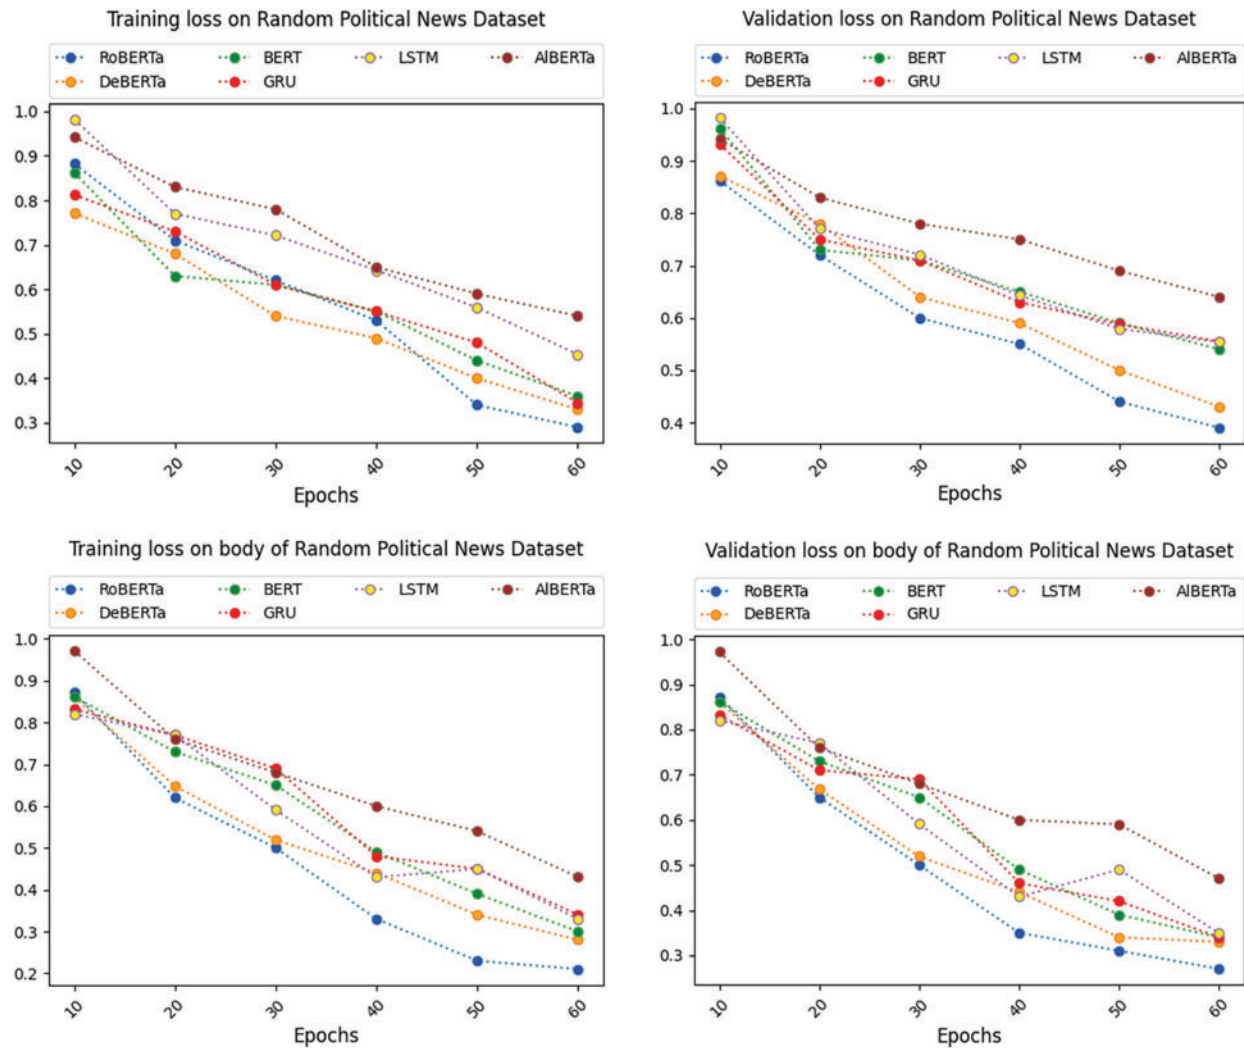 Training loss on Random Political News Dataset
RoBERTa BERT LSTM AlBERTa
DeBERTa GRU
1.0
0.9
0.8
0.7
0.6
0.5
0.4
0.3
10 20 30 40 50 60
Epochs
Validation loss on Random Political News Dataset
RoBERTa BERT LSTM AlBERTa
DeBERTa GRU
1.0
0.9
0.8
0.7
0.6
0.5
0.4
10 20 30 40 50 60
Epochs
Training loss on body of Random Political News Dataset
RoBERTa BERT LSTM AlBERTa
DeBERTa GRU
1.0
0.9
0.8
0.7
0.6
0.5
0.4
0.3
0.2
10 20 30 40 50 60
Epochs
Validation loss on body of Random Political News Dataset
RoBERTa BERT LSTM AlBERTa
DeBERTa GRU
1.0
0.9
0.8
0.7
0.6
0.5
0.4
0.3
10 20 30 40 50 60
Epochs